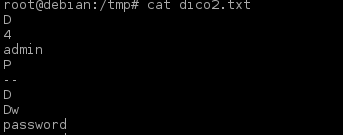 root@debian:/tmp# cat dico2.txt
D
4
admin
P
--
D
Dw
password